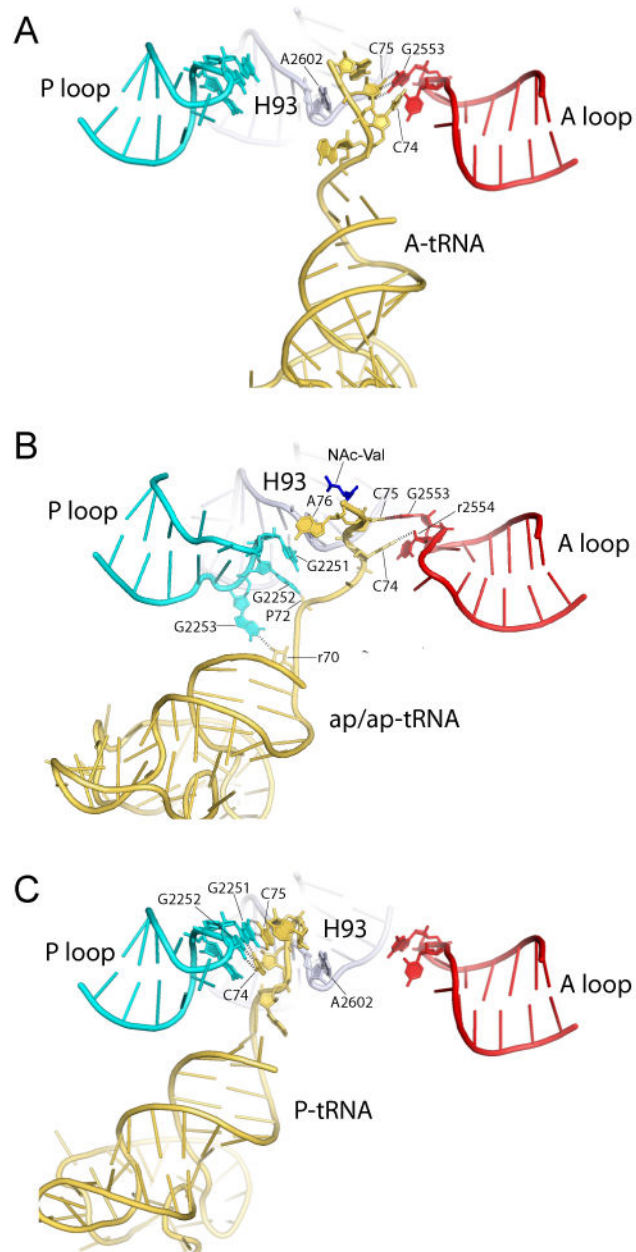 A
C75
G2553
A2602
P loop
H93
C74
A loop
A-tRNA
B
NAc-Val
H93
A76
C75
G2553
r2554
P loop
A loop
G2251
C74
G2252
P72
G2253
r70
ap/ap-tRNA
C
G2251
C75
G2252
H93
P loop
A loop
C74
A2602
P-tRNA